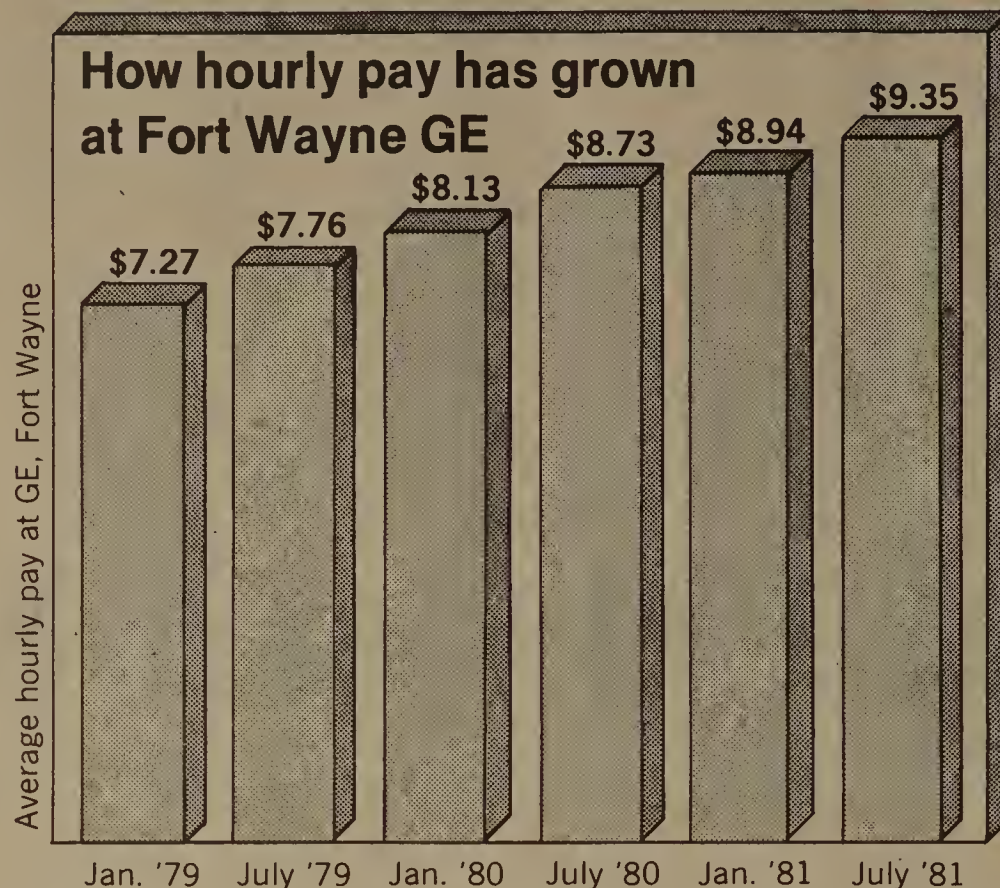 How hourly pay has grown
at Fort Wayne GE
$7.27
$7.76
$8.13
$8.73
$8.94
$9.35
Average hourly pay at GE, Fort Wayne
Jan. '79 July '79 Jan. '80 July '80 Jan. '81 July '81